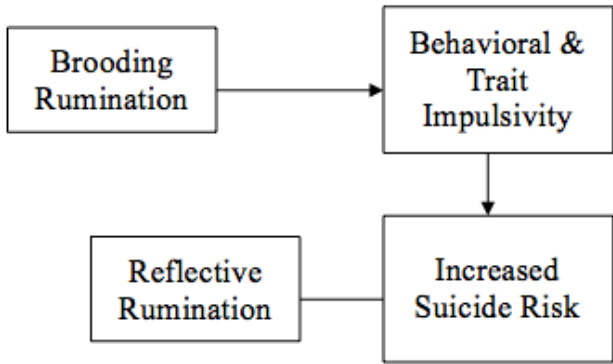 Brooding
Rumination
Behavioral &
Trait
Impulsivity
Reflective
Rumination
Increased
Suicide Risk